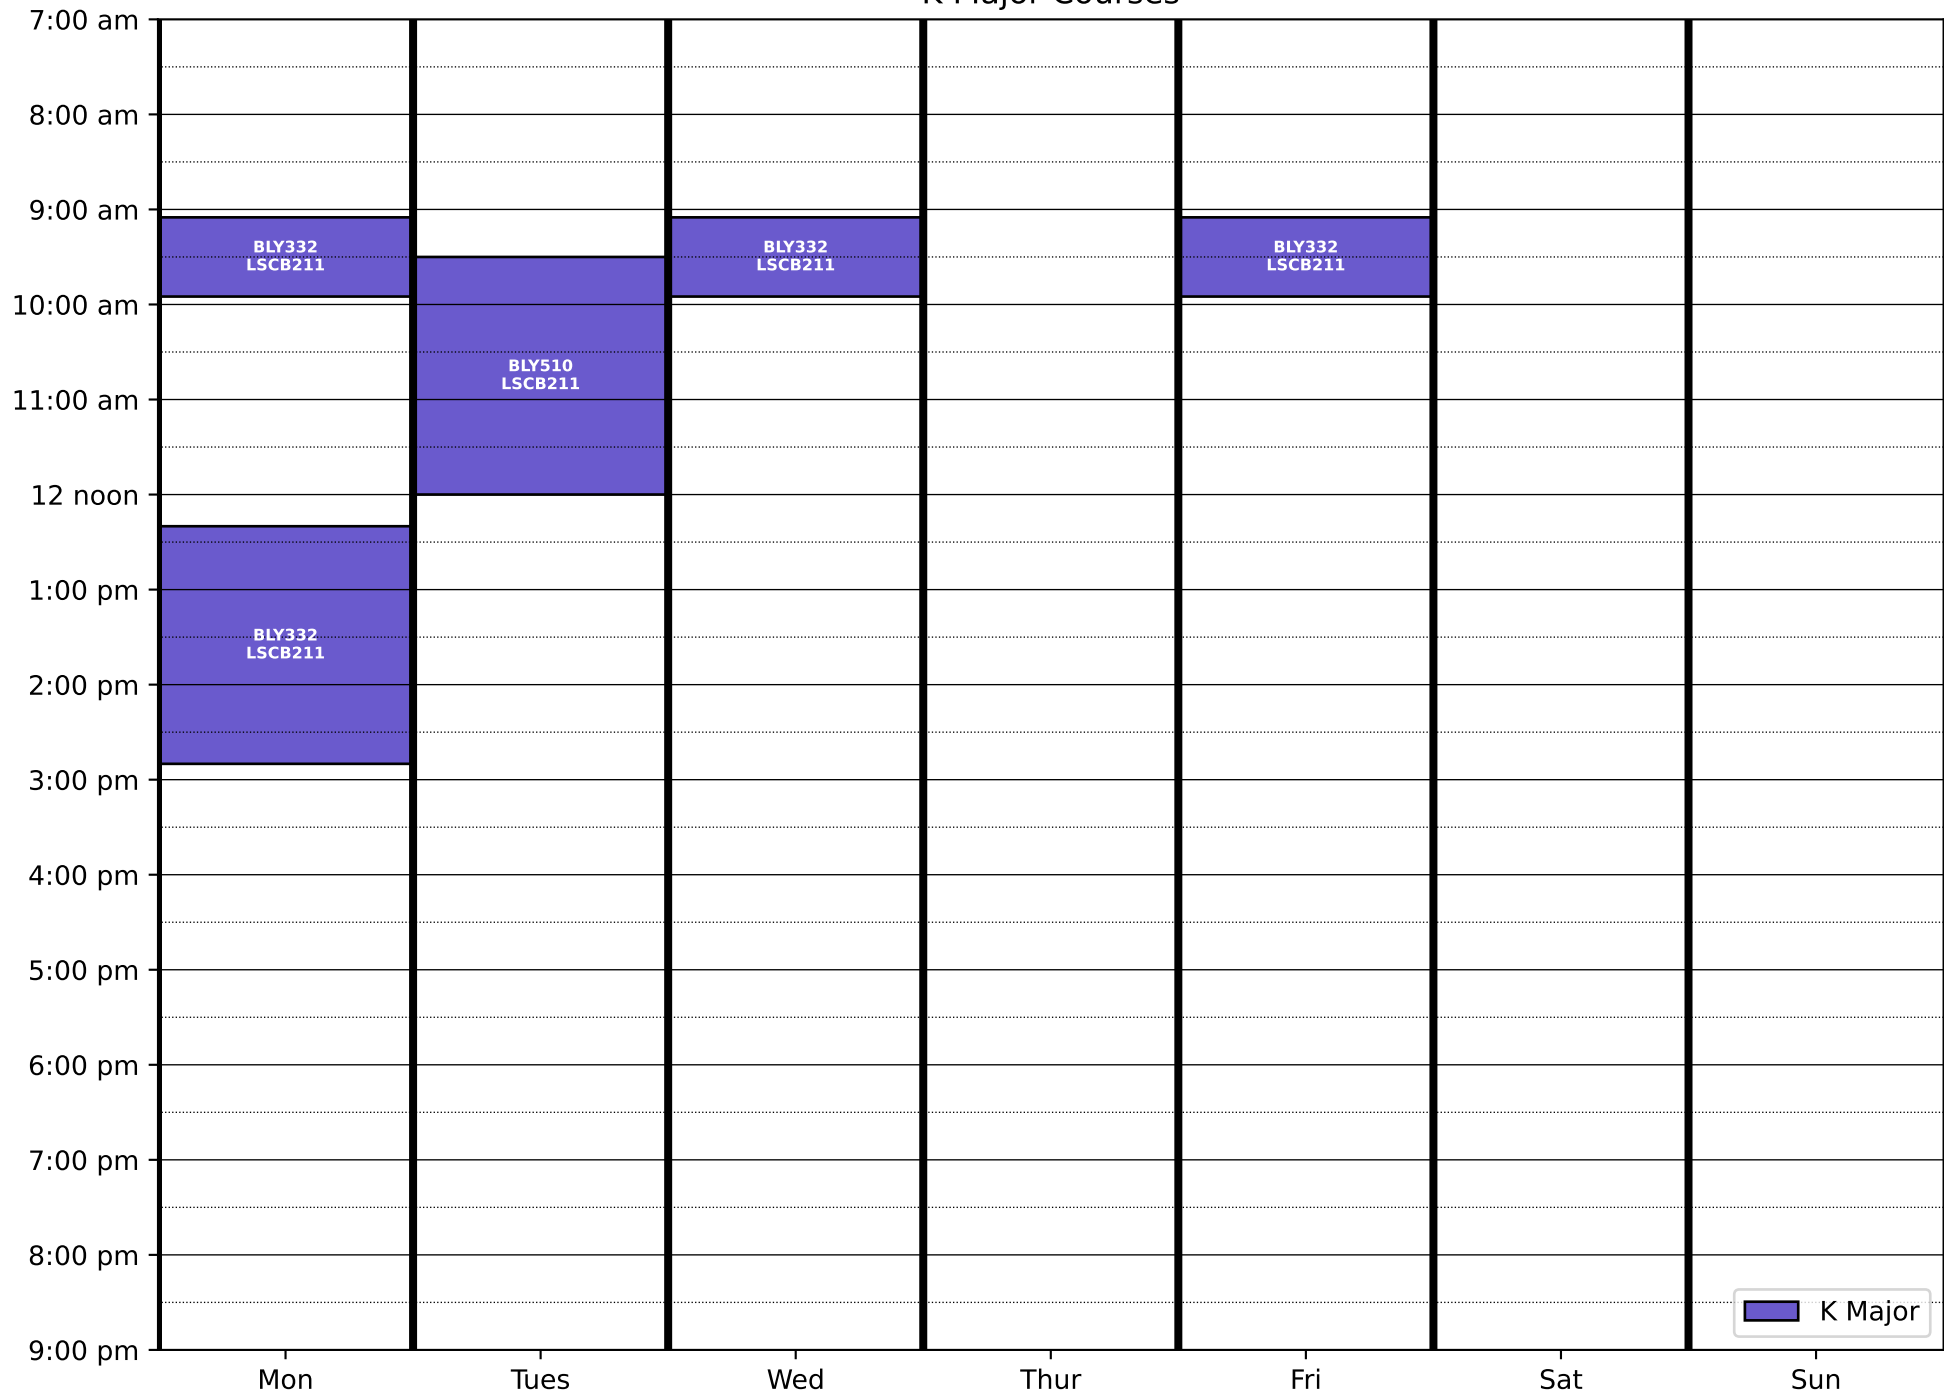 K Major Courses
7:00 am
8:00 am
9:00 am
10:00 am
11:00 am
12 noon
1:00 pm
2:00 pm
3:00 pm
4:00 pm
5:00 pm
6:00 pm
7:00 pm
8:00 pm
9:00 pm
BLY332
LSCB211
BLY332
LSCB211
BLY510
LSCB211
BLY332
LSCB211
BLY332
LSCB211
K Major
Mon Tues Wed Thur Fri Sat Sun